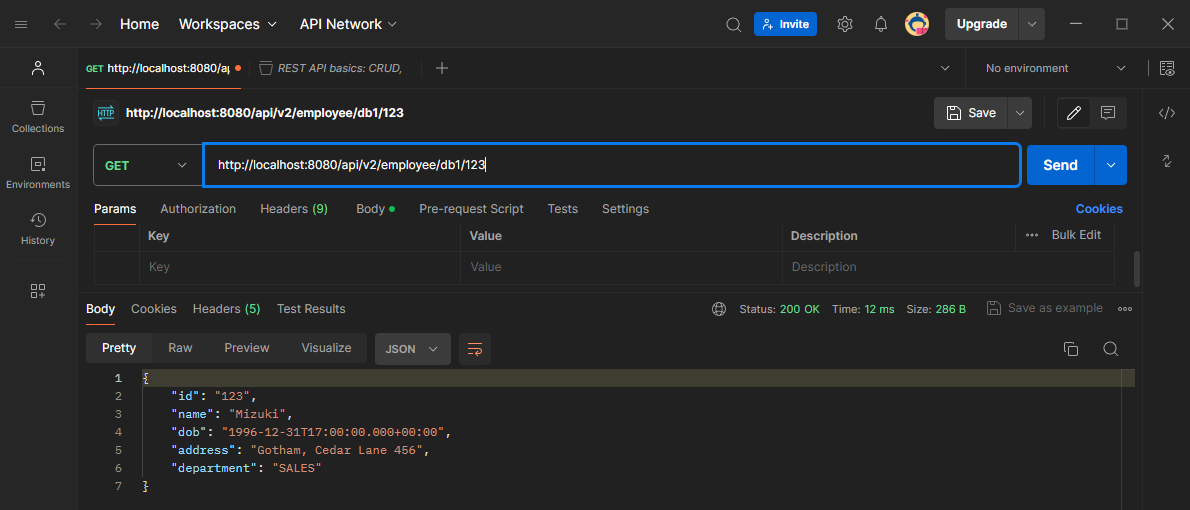 Home Workspaces API Network Invite Upgrade
GET http://localhost:8080/ap REST API basics: CRUD, No environment
HTTP http://localhost:8080/api/v2/employee/db1/123 Save
Collections
GET http://localhost:8080/api/v2/employee/db1/123 Send
Environments
Params Authorization Headers (9) Body Pre-request Script Tests Settings Cookies
History
Key Value Description Bulk Edit
Key Value Description
Body Cookies Headers (5) Test Results Status: 200 OK Time: 12 ms Size: 286 B Save as example
Pretty Raw Preview Visualize JSON
1 {
2 "id": "123",
3 "name": "Mizuki",
4 "dob": "1996-12-31T17:00:00.000+00:00",
5 "address": "Gotham, Cedar Lane 456",
6 "department": "SALES"
7 }